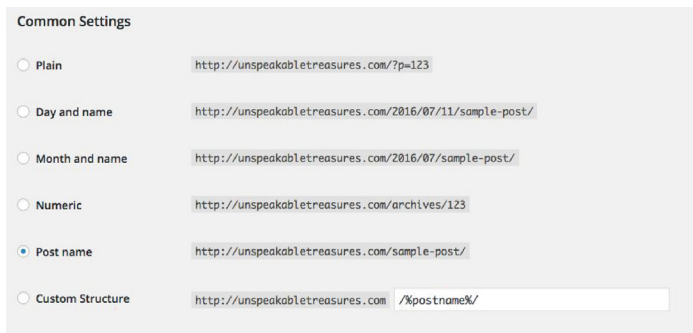 Common Settings
Plain http://unspeakabletreasures.com/?p=123
Day and name http://unspeakabletreasures.com/2016/07/11/sample-post/
Month and name http://unspeakabletreasures.com/2016/07/sample-post/
Numeric http://unspeakabletreasures.com/archives/123
Post name http://unspeakabletreasures.com/sample-post/
Custom Structure http://unspeakabletreasures.com /%postname%/